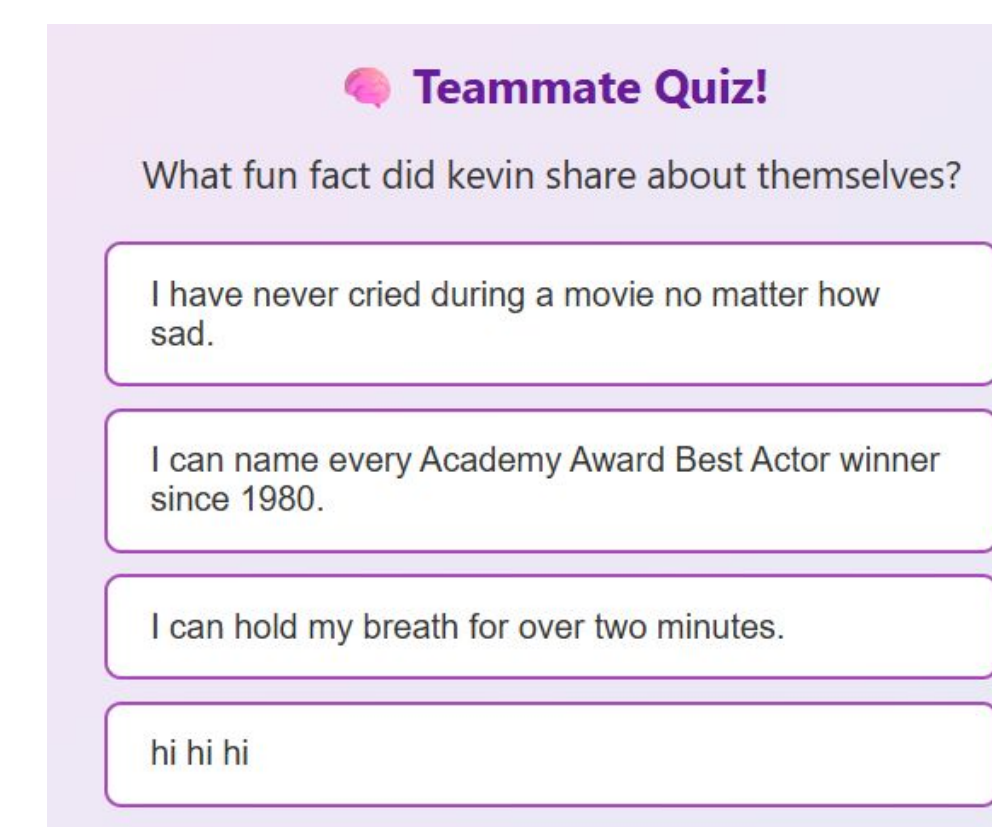 Teammate Quiz!
What fun fact did kevin share about themselves?
I have never cried during a movie no matter how
sad.
I can name every Academy Award Best Actor winner
since 1980.
I can hold my breath for over two minutes.
hi hi hi